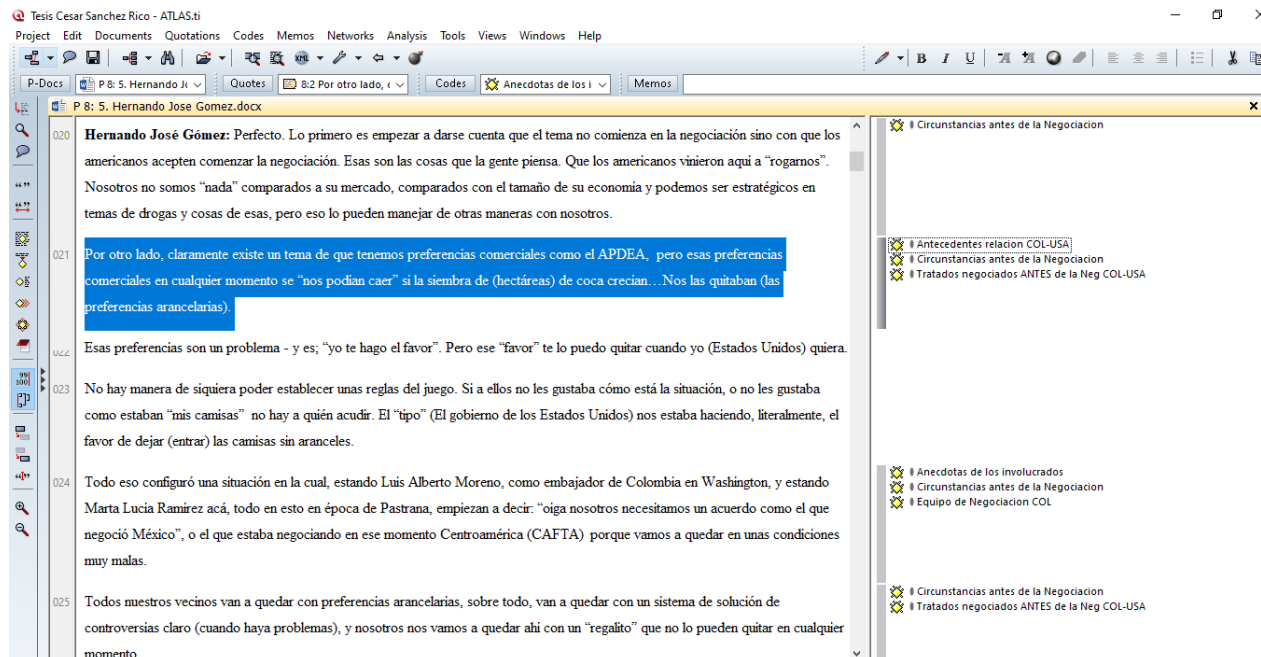 Tesis Cesar Sanchez Rico - ATLAS.ti
Project Edit Documents Quotations Codes Memos Networks Analysis Tools Views Windows Help
XML B I U A A
P-Docs P 8: 5. Hernando Jo Quotes 8:2 Por otro lado, c Codes Anecdotas de los i Memos
P 8: 5. Hernando Jose Gomez.docx
020 Hernando José Gómez: Perfecto. Lo primero es empezar a darse cuenta que el tema no comienza en la negociación sino con que los
americanos acepten comenzar la negociación. Esas son las cosas que la gente piensa. Que los americanos vinieron aquí a “rogarnos”.
Nosotros no somos “nada” comparados a su mercado, comparados con el tamaño de su economía y podemos ser estratégicos en
temas de drogas y cosas de esas, pero eso lo pueden manejar de otras maneras con nosotros.
Circunstancias antes de la Negociacion
021 Por otro lado, claramente existe un tema de que tenemos preferencias comerciales como el APDEA, pero esas preferencias
comerciales en cualquier momento se “nos podían caer” si la siembra de (hectáreas) de coca crecían…Nos las quitaban (las
preferencias arancelarias).
Antecedentes relacion COL-USA
Circunstancias antes de la Negociacion
Tratados negociados ANTES de la Neg COL-USA
022 Esas preferencias son un problema - y es; “yo te hago el favor”. Pero ese “favor” te lo puedo quitar cuando yo (Estados Unidos) quiera.
023 No hay manera de siquiera poder establecer unas reglas del juego. Si a ellos no les gustaba cómo está la situación, o no les gustaba
como estaban “mis camisas” no hay a quién acudir. El “tipo” (El gobierno de los Estados Unidos) nos estaba haciendo, literalmente, el
favor de dejar (entrar) las camisas sin aranceles.
024 Todo eso configuró una situación en la cual, estando Luis Alberto Moreno, como embajador de Colombia en Washington, y estando
Marta Lucia Ramirez acá, todo en esto en época de Pastrana, empiezan a decir: “oiga nosotros necesitamos un acuerdo como el que
negoció México”, o el que estaba negociando en ese momento Centroamérica (CAFTA) porque vamos a quedar en unas condiciones
muy malas.
Anecdotas de los involucrados
Circunstancias antes de la Negociacion
Equipo de Negociacion COL
025 Todos nuestros vecinos van a quedar con preferencias arancelarias, sobre todo, van a quedar con un sistema de solución de
controversias claro (cuando haya problemas), y nosotros nos vamos a quedar ahí con un “regalito” que no lo pueden quitar en cualquier
momento
Circunstancias antes de la Negociacion
Tratados negociados ANTES de la Neg COL-USA